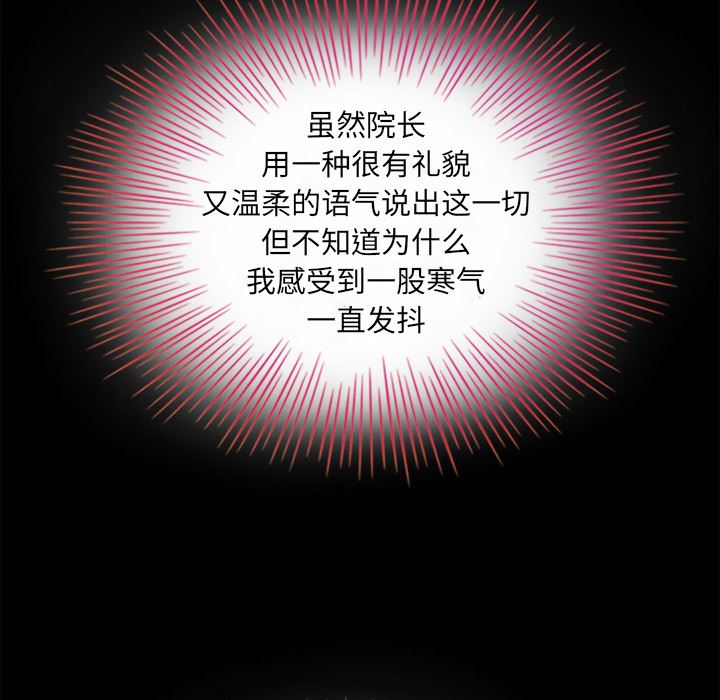 虽然院长
用一种很有礼貌
又温柔的语气说出这一切
但不知道为什么
我感受到一股寒气
一直发抖